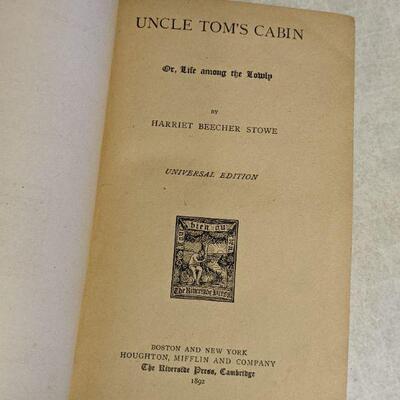 UNCLE TOM'S CABIN
Or, Life among the Lowly
BY
HARRIET BEECHER STOWE
UNIVERSAL EDITION
bien ou
The Riverside Press
BOSTON AND NEW YORK
HOUGHTON, MIFFLIN AND COMPANY
The Riverside Press, Cambridge
1892